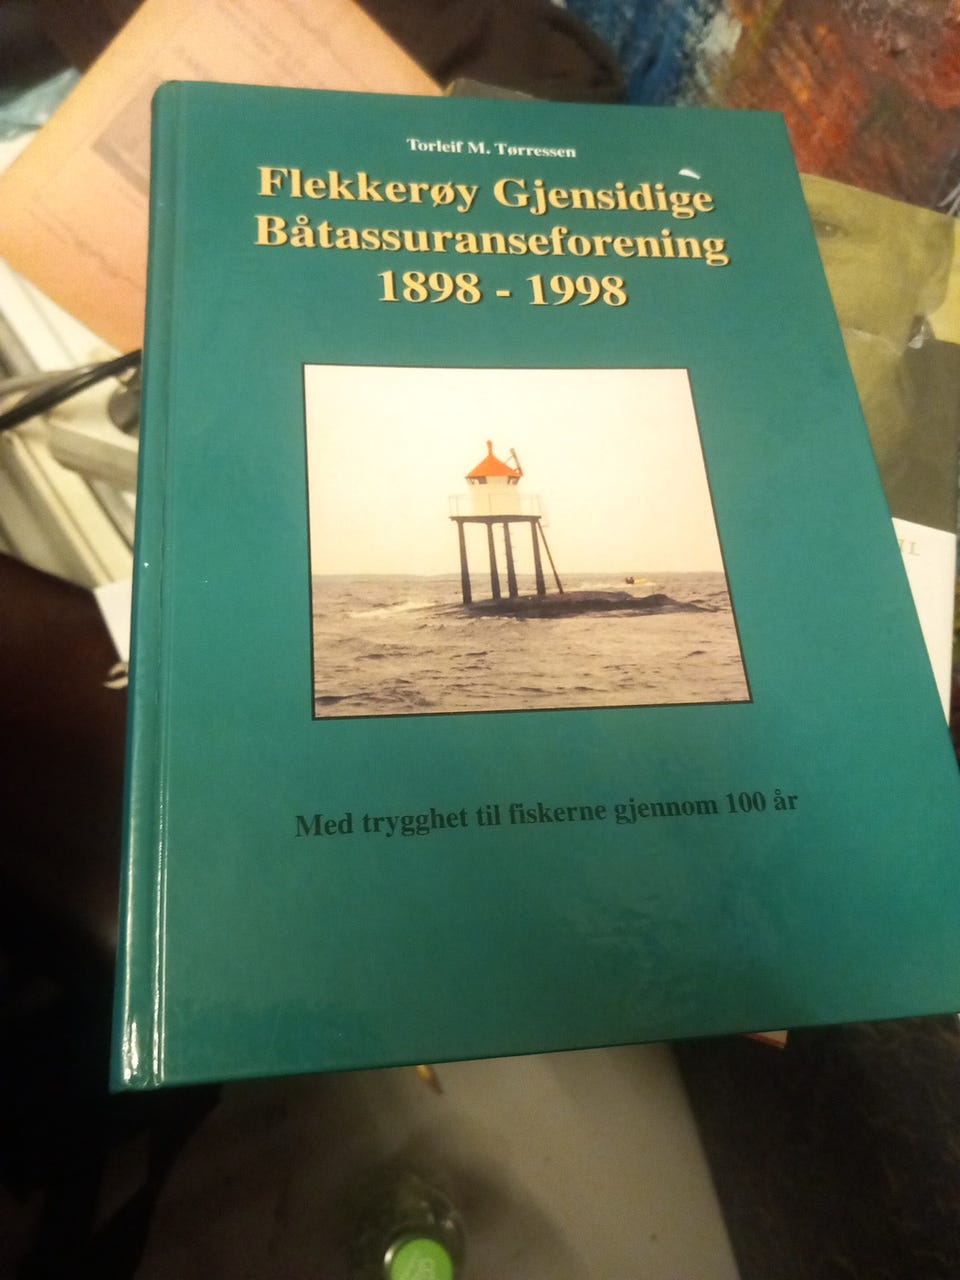 Torleif M. Tørressen
Flekkerøy Gjensidige
Båtassuranseforening
1898 - 1998
Med trygghet til fiskerne gjennom 100 år